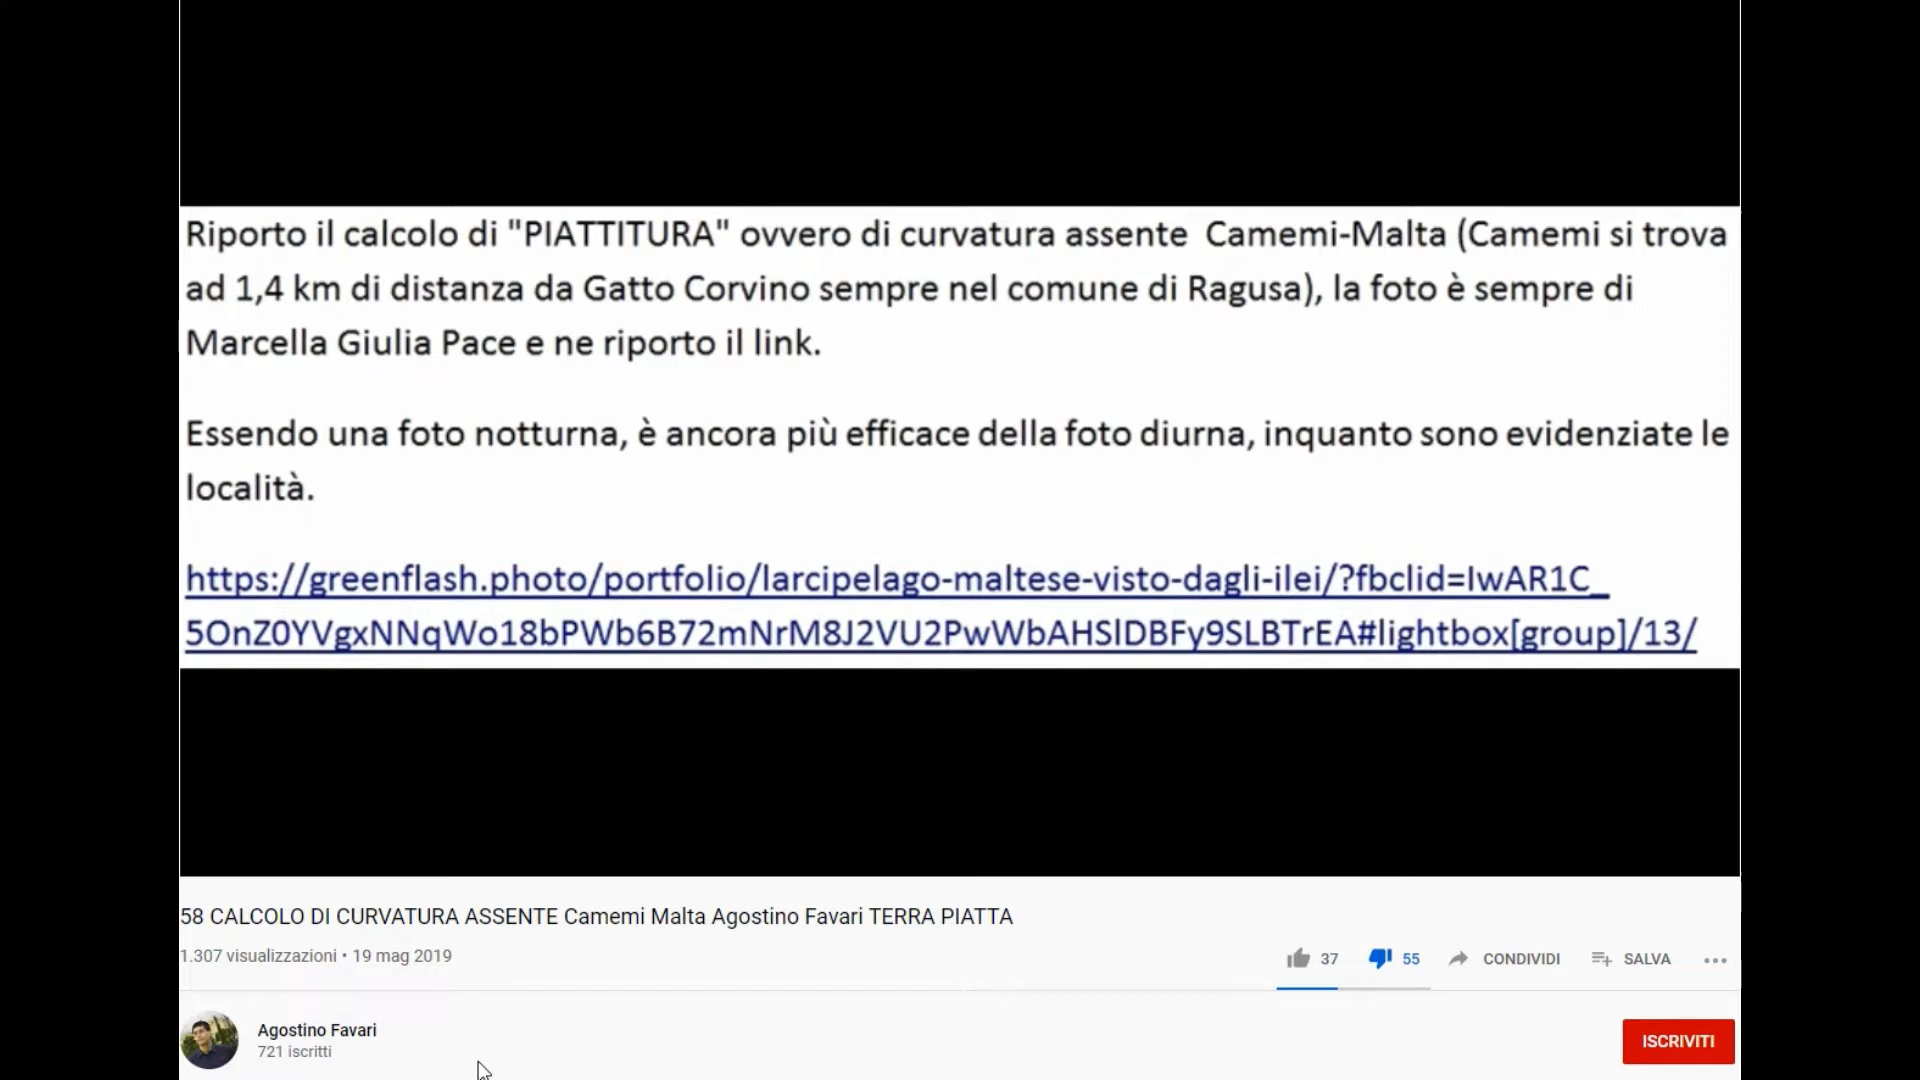 Riporto il calcolo di "PIATTITURA" ovvero di curvatura assente Camemi-Malta (Camemi si trova
ad 1,4 km di distanza da Gatto Corvino sempre nel comune di Ragusa), la foto è sempre di
Marcella Giulia Pace e ne riporto il link.
Essendo una foto notturna, è ancora più efficace della foto diurna, inquanto sono evidenziate le
località.
https://greenflash.photo/portfolio/larcipelago-maltese-visto-dagli-ilei/?fbclid=IwAR1C_
5OnZ0YVgxNNqWo18bPWb6B72mNrM8J2VU2PwWbAHSlDBFy9SLBTrEA#lightbox[group]/13/
58 CALCOLO DI CURVATURA ASSENTE Camemi Malta Agostino Favari TERRA PIATTA
1.307 visualizzazioni • 19 mag 2019
37 55 CONDIVIDI SALVA
Agostino Favari
721 iscritti
ISCRIVITI